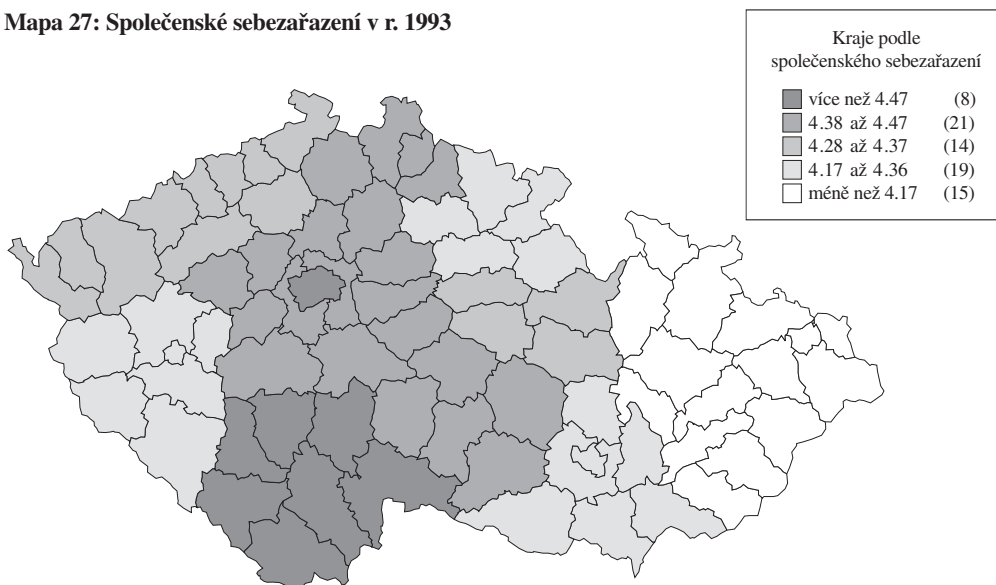 Mapa 27: Společenské sebezařazení v r. 1993
Kraje podle
společenského sebezařazení
více než 4.47 (8)
4.38 až 4.47 (21)
4.28 až 4.37 (14)
4.17 až 4.36 (19)
méně než 4.17 (15)